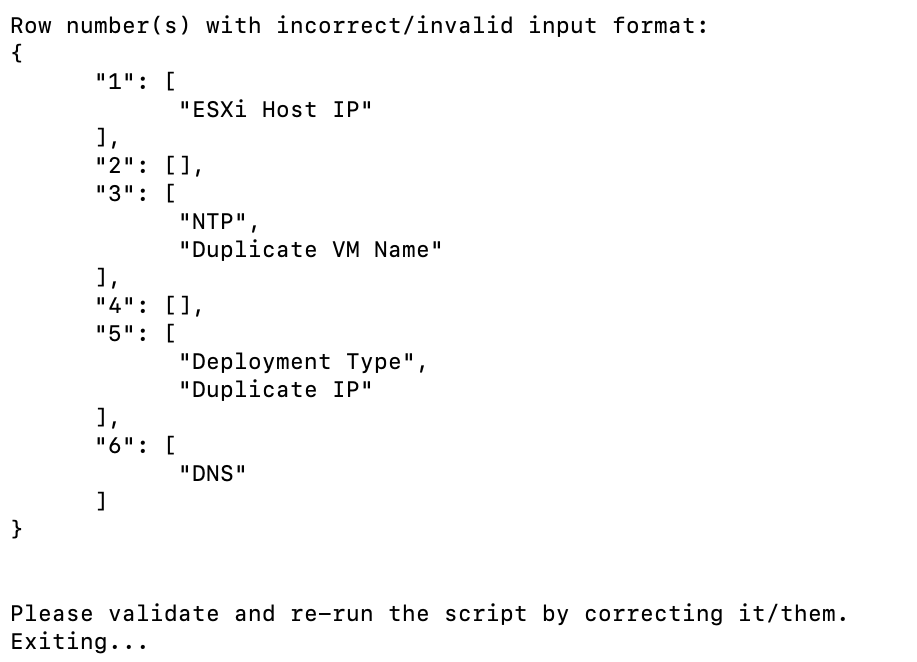 Row number(s) with incorrect/invalid input format:
{
      "1": [
            "ESXi Host IP"
      ],
      "2": [],
      "3": [
            "NTP",
            "Duplicate VM Name"
      ],
      "4": [],
      "5": [
            "Deployment Type",
            "Duplicate IP"
      ],
      "6": [
            "DNS"
      ]
}
Please validate and re-run the script by correcting it/them.
Exiting...